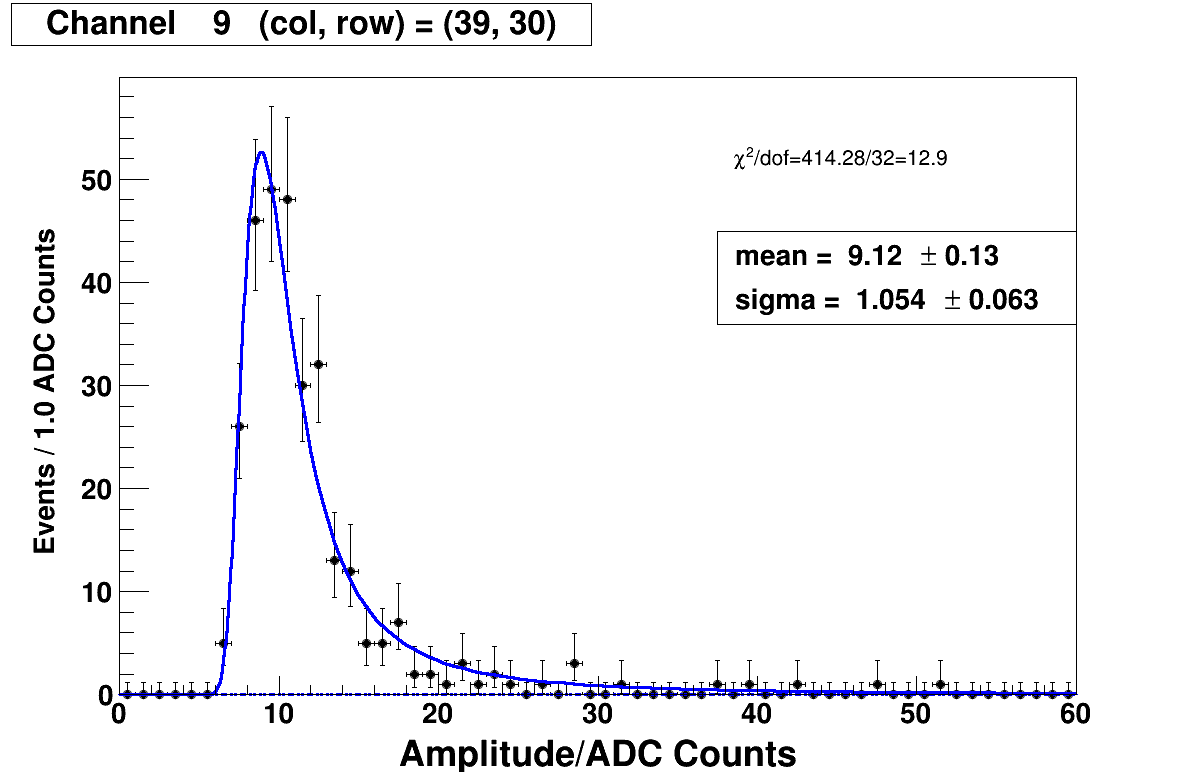 Channel 9 (col, row) = (39, 30)
χ²/dof=414.28/32=12.9
mean = 9.12 ± 0.13
sigma = 1.054 ± 0.063
Events / 1.0 ADC Counts
50
40
30
20
10
0
0 10 20 30 40 50 60
Amplitude/ADC Counts